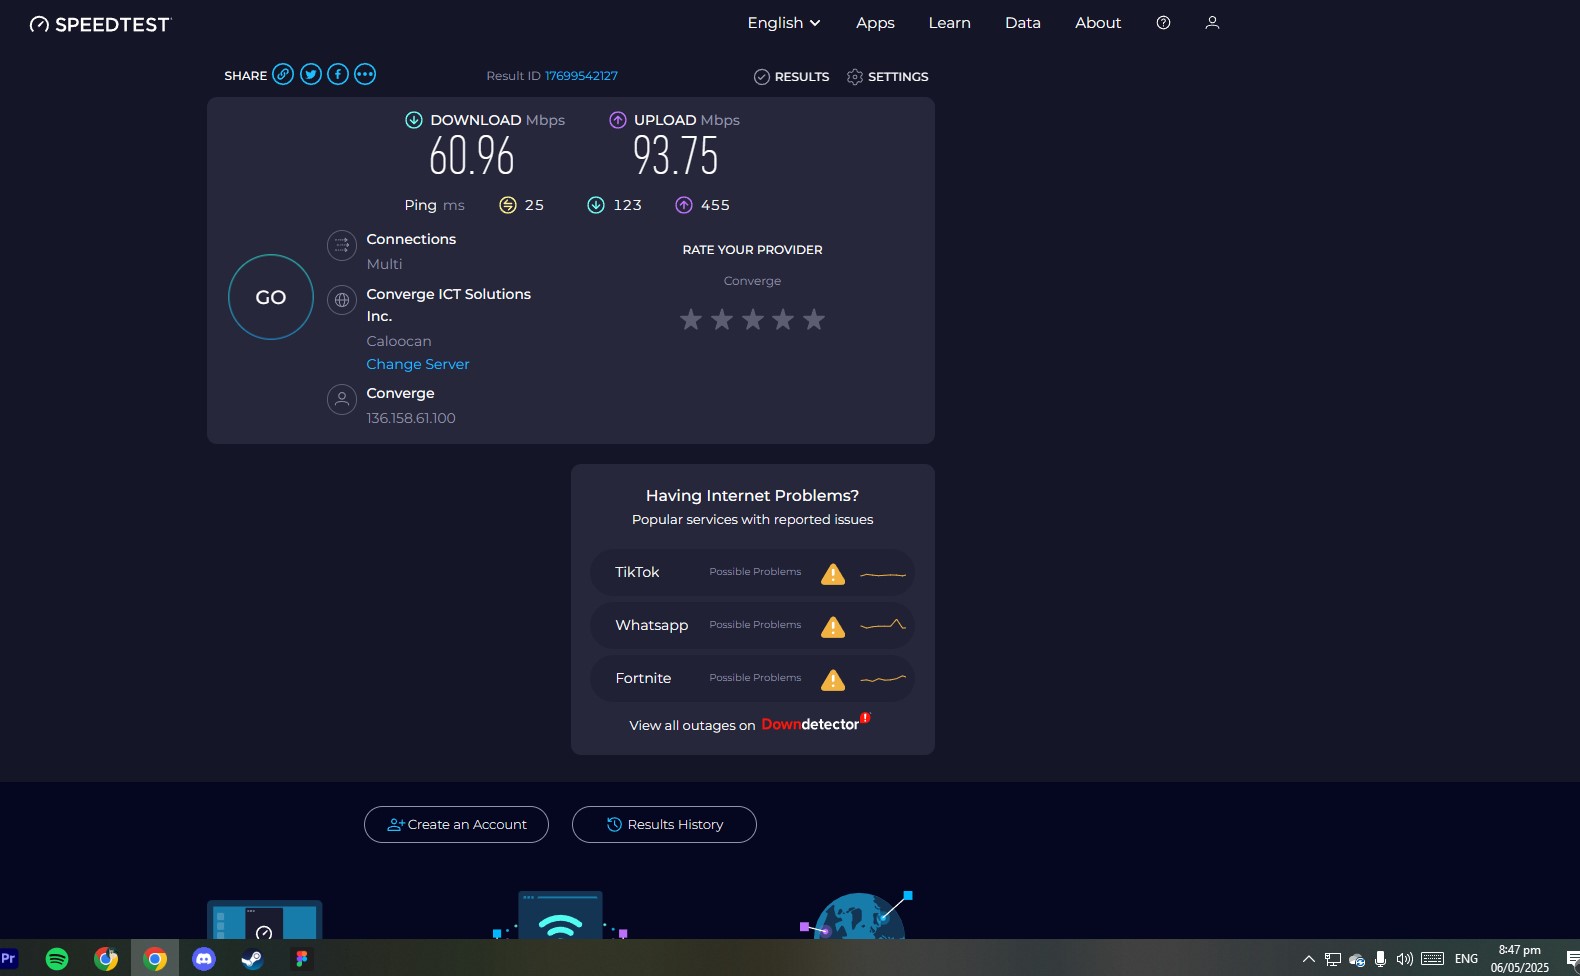 SPEEDTEST
English
Apps
Learn
Data
About
SHARE
Result ID 17699542127
RESULTS
SETTINGS
DOWNLOAD Mbps
60.96
UPLOAD Mbps
93.75
Ping ms
25
123
455
GO
Connections
Multi
Converge ICT Solutions
Inc.
Caloocan
Change Server
Converge
136.158.61.100
RATE YOUR PROVIDER
Converge
Having Internet Problems?
Popular services with reported issues
TikTok Possible Problems
Whatsapp Possible Problems
Fortnite Possible Problems
View all outages on Downdetector
Create an Account
Results History
Pr
ENG
8:47 pm
06/05/2025